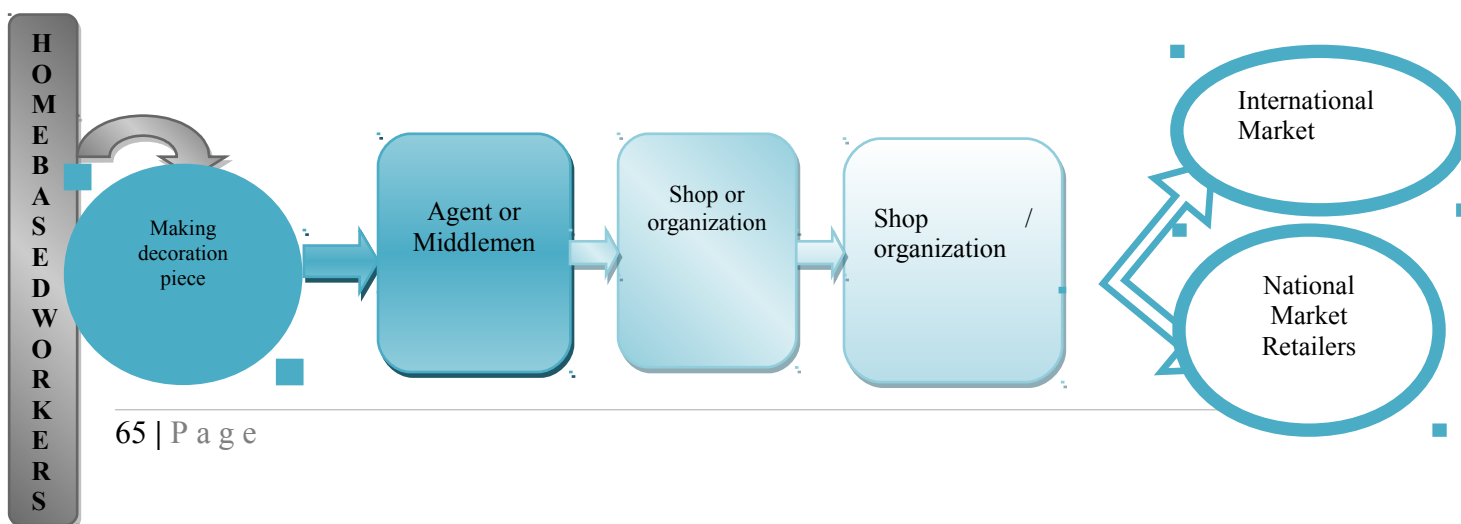 H
O
M
E
B
A
S
E
D
W
O
R
K
E
R
S
Making
decoration
piece
Agent or
Middlemen
Shop or
organization
Shop /
organization
International
Market
National
Market
Retailers
65 | P a g e